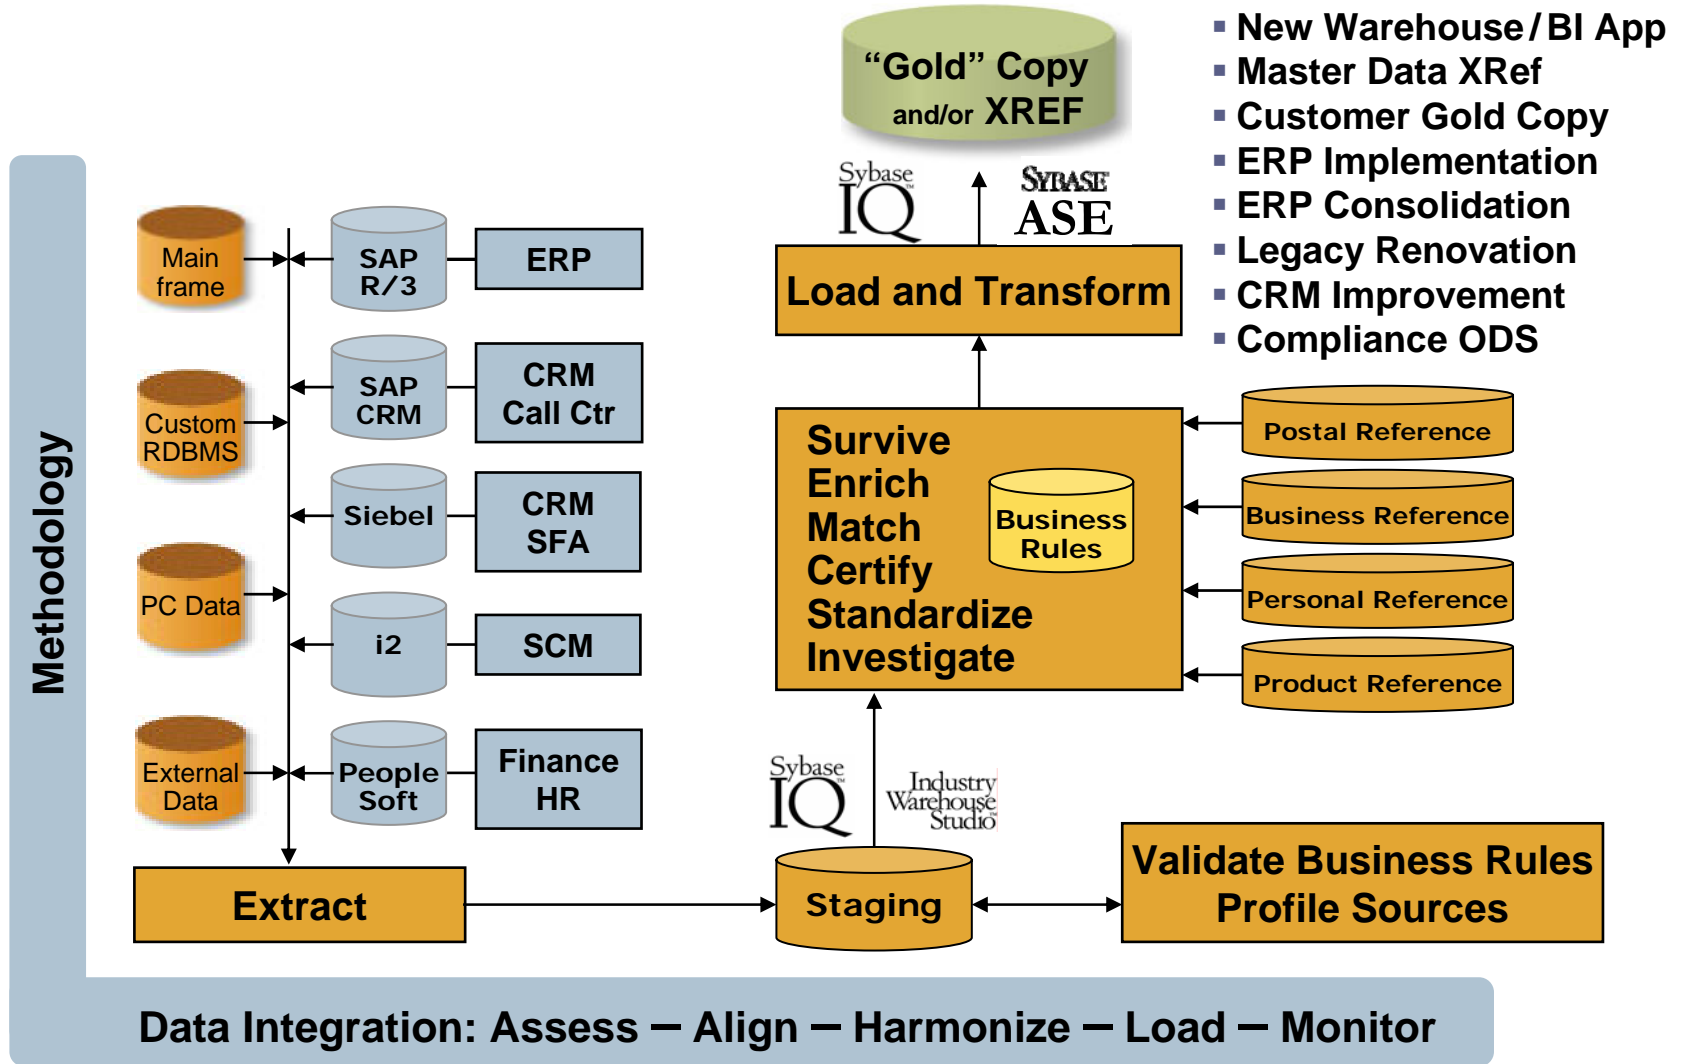 Methodology
Main
frame
Custom
RDBMS
PC Data
External
Data
SAP
R/3
SAP
CRM
Siebel
i2
People
Soft
ERP
CRM
Call Ctr
CRM
SFA
SCM
Finance
HR
Extract
"Gold" Copy
and/or XREF
Sybase
IQ™
SYBASE
ASE
Load and Transform
Survive
Enrich
Match
Certify
Standardize
Investigate
Business
Rules
Sybase
IQ™
Industry
Warehouse
Studio™
Staging
Validate Business Rules
Profile Sources
▪ New Warehouse / BI App
▪ Master Data XRef
▪ Customer Gold Copy
▪ ERP Implementation
▪ ERP Consolidation
▪ Legacy Renovation
▪ CRM Improvement
▪ Compliance ODS
Postal Reference
Business Reference
Personal Reference
Product Reference
Data Integration: Assess — Align — Harmonize — Load — Monitor